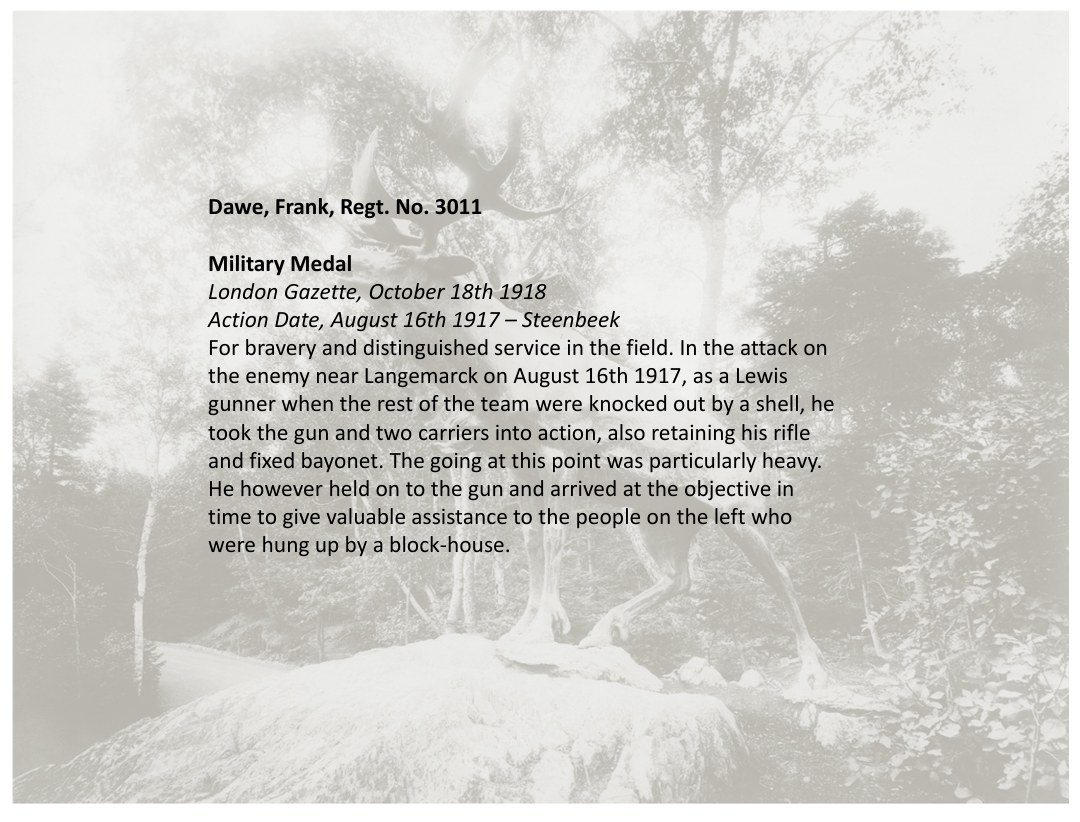 Dawe, Frank, Regt. No. 3011
Military Medal
London Gazette, October 18th 1918
Action Date, August 16th 1917 – Steenbeek
For bravery and distinguished service in the field. In the attack on
the enemy near Langemarck on August 16th 1917, as a Lewis
gunner when the rest of the team were knocked out by a shell, he
took the gun and two carriers into action, also retaining his rifle
and fixed bayonet. The going at this point was particularly heavy.
He however held on to the gun and arrived at the objective in
time to give valuable assistance to the people on the left who
were hung up by a block-house.